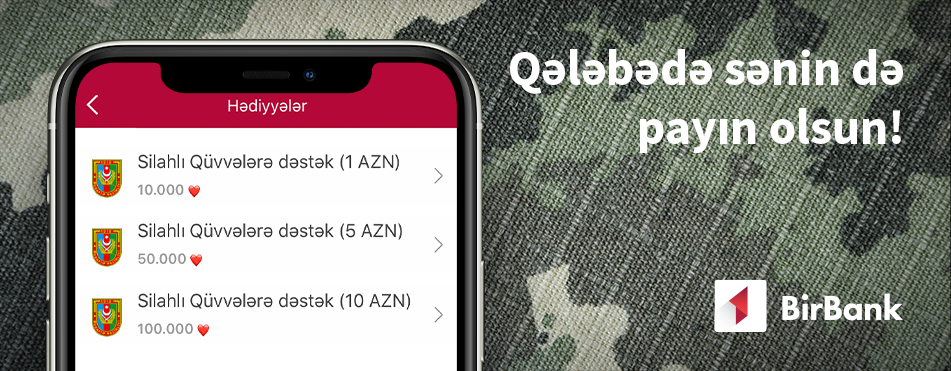 Hədiyyələr
Silahlı Qüvvələrə dəstək (1 AZN)
10.000 ❤️
Silahlı Qüvvələrə dəstək (5 AZN)
50.000 ❤️
Silahlı Qüvvələrə dəstək (10 AZN)
100.000 ❤️
Qələbədə sənin də
payın olsun!
BirBank